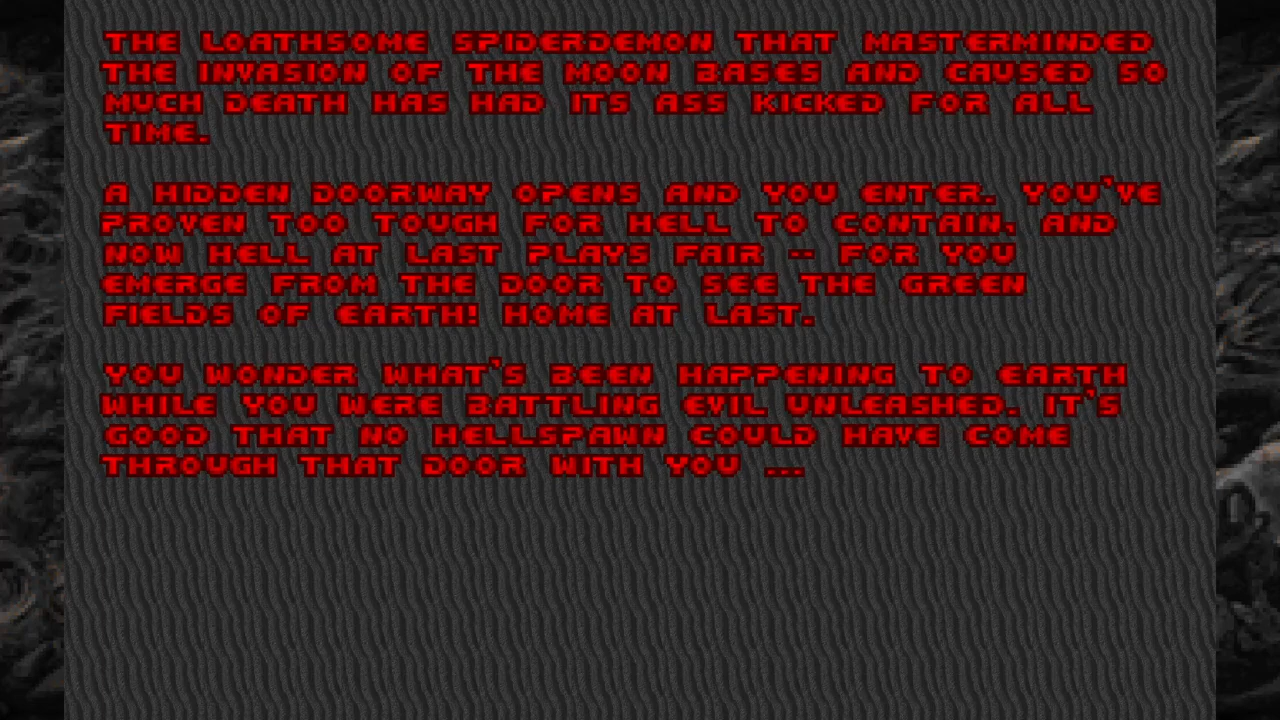 THE LOATHSOME SPIDERDEMON THAT MASTERMINDED
THE INVASION OF THE MOON BASES AND CAUSED SO
MUCH DEATH HAS HAD ITS ASS KICKED FOR ALL
TIME.
A HIDDEN DOORWAY OPENS AND YOU ENTER. YOU'VE
PROVEN TOO TOUGH FOR HELL TO CONTAIN, AND
NOW HELL AT LAST PLAYS FAIR -- FOR YOU
EMERGE FROM THE DOOR TO SEE THE GREEN
FIELDS OF EARTH! HOME AT LAST.
YOU WONDER WHAT'S BEEN HAPPENING TO EARTH
WHILE YOU WERE BATTLING EVIL UNLEASHED. IT'S
GOOD THAT NO HELLSPAWN COULD HAVE COME
THROUGH THAT DOOR WITH YOU ...